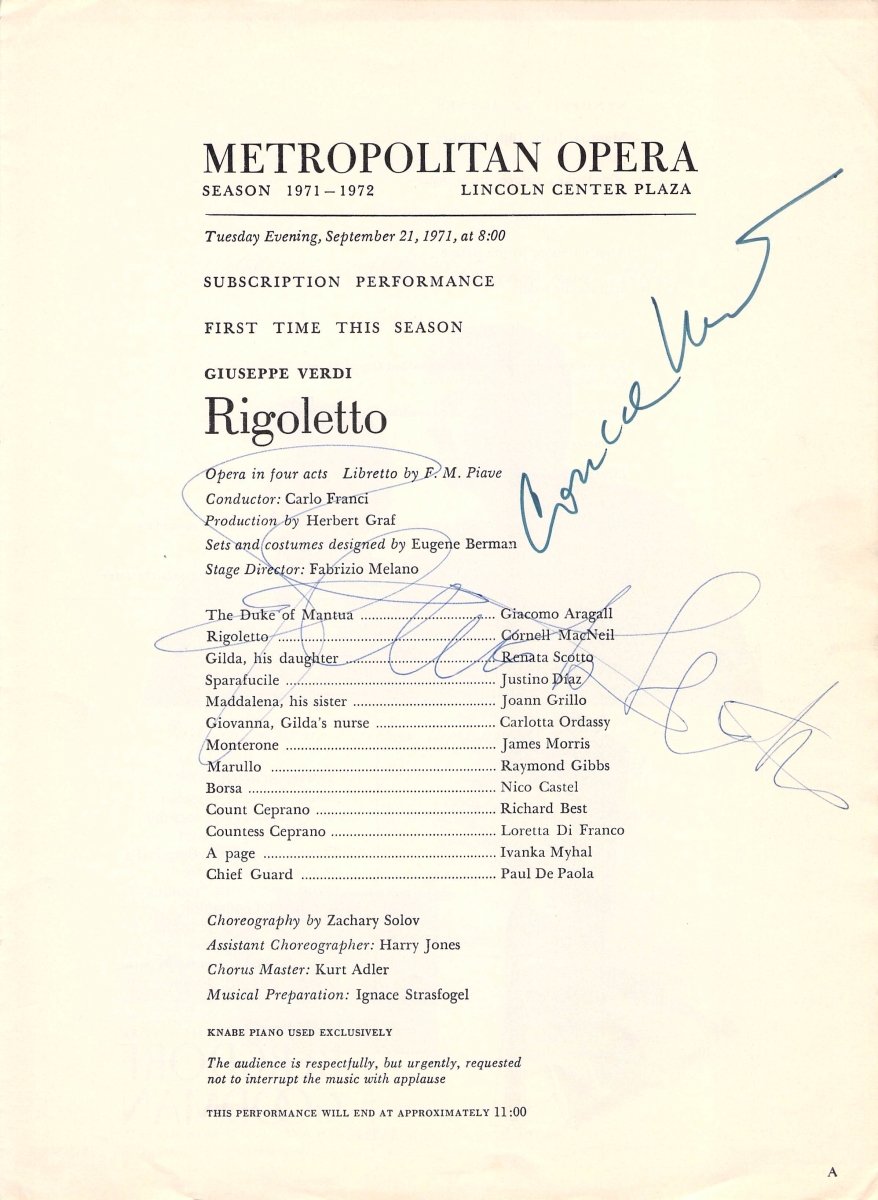 METROPOLITAN OPERA
SEASON 1971–1972 LINCOLN CENTER PLAZA
Tuesday Evening, September 21, 1971, at 8:00
SUBSCRIPTION PERFORMANCE
FIRST TIME THIS SEASON
GIUSEPPE VERDI
Rigoletto
Opera in four acts Libretto by F. M. Piave
Conductor: Carlo Franci
Production by Herbert Graf
Sets and costumes designed by Eugene Berman
Stage Director: Fabrizio Melano
The Duke of Mantua ........ Giacomo Aragall
Rigoletto ........ Cornell MacNeil
Gilda, his daughter ........ Renata Scotto
Sparafucile ........ Justino Díaz
Maddalena, his sister ........ Joann Grillo
Giovanna, Gilda's nurse ........ Carlotta Ordassy
Monterone ........ James Morris
Marullo ........ Raymond Gibbs
Borsa ........ Nico Castel
Count Ceprano ........ Richard Best
Countess Ceprano ........ Loretta Di Franco
A page ........ Ivanka Myhal
Chief Guard ........ Paul De Paola
Choreography by Zachary Solov
Assistant Choreographer: Harry Jones
Chorus Master: Kurt Adler
Musical Preparation: Ignace Strasfogel
KNABE PIANO USED EXCLUSIVELY
The audience is respectfully, but urgently, requested
not to interrupt the music with applause
THIS PERFORMANCE WILL END AT APPROXIMATELY 11:00
A